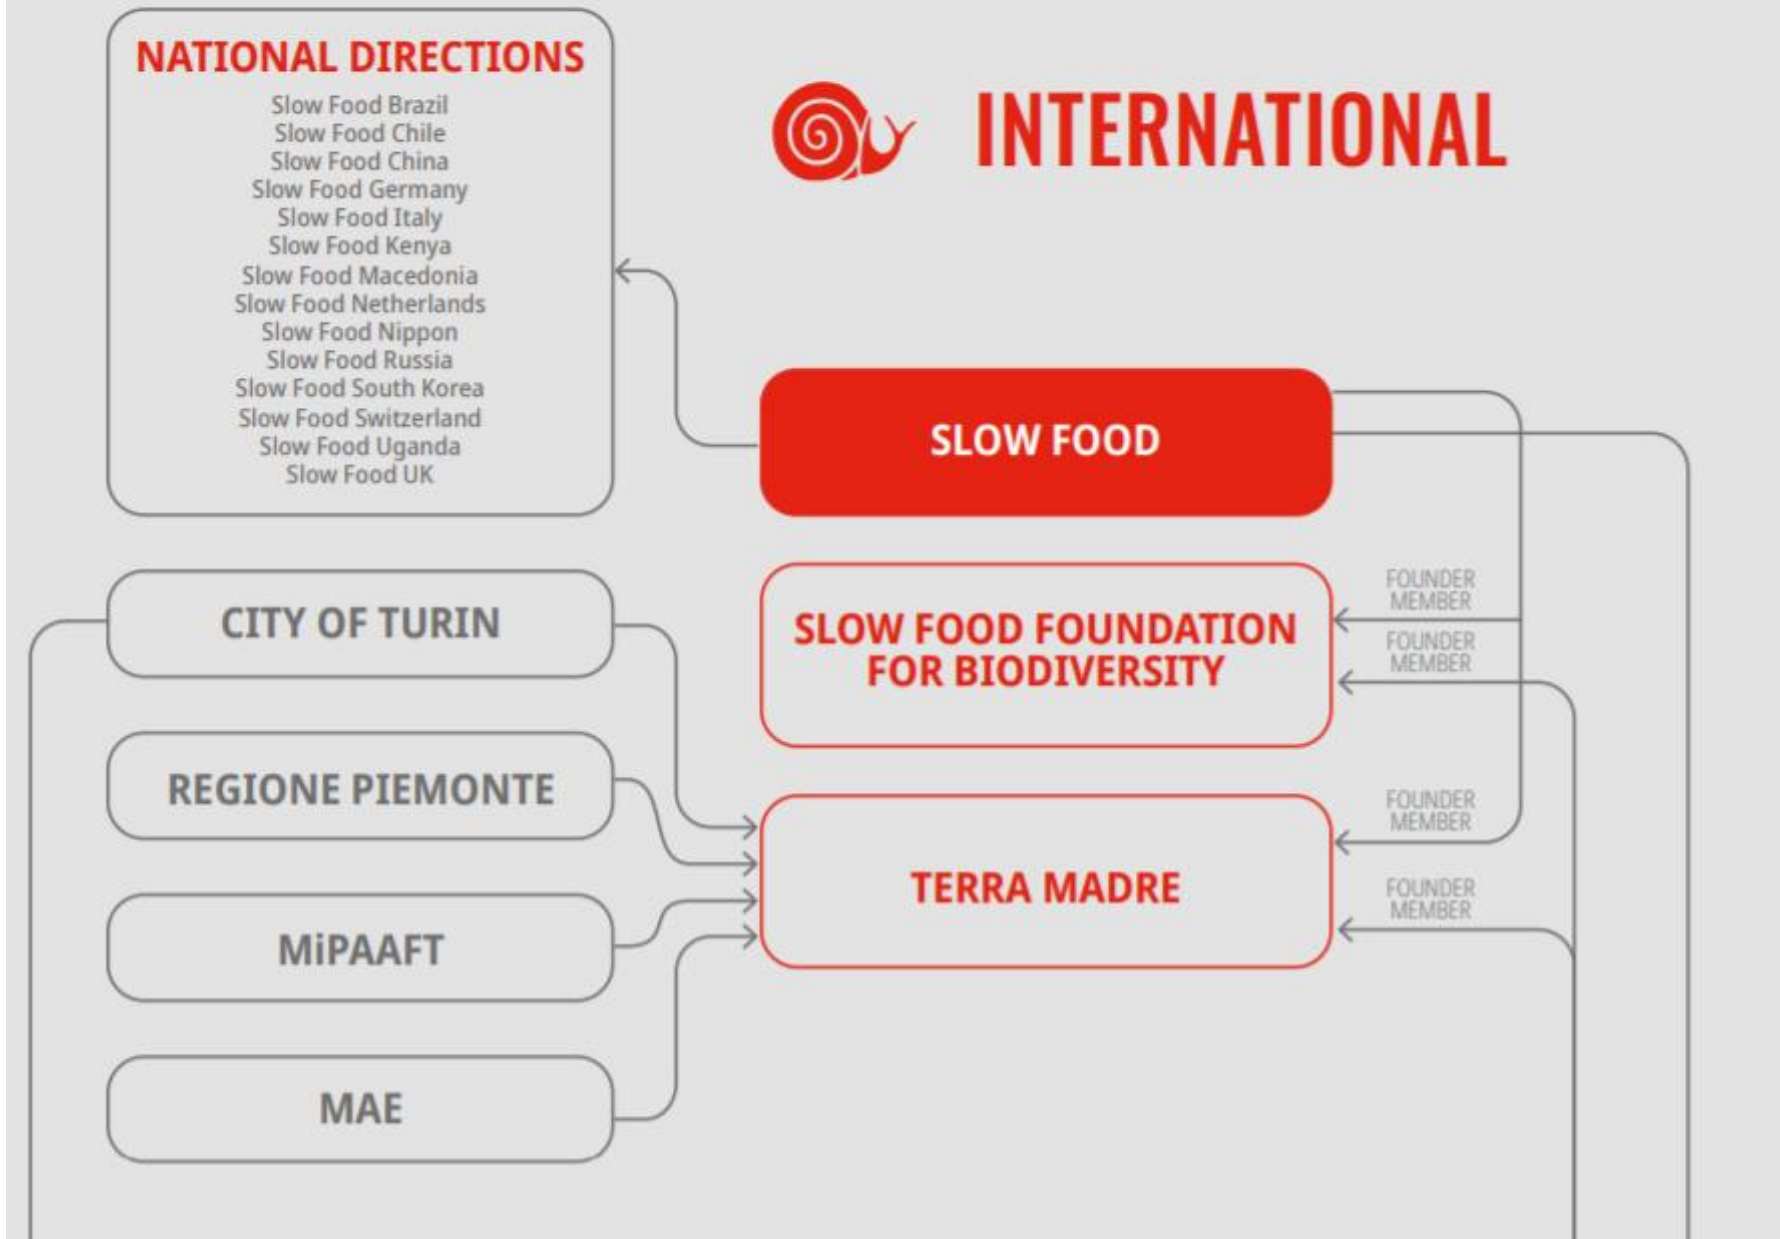 NATIONAL DIRECTIONS
Slow Food Brazil
Slow Food Chile
Slow Food China
Slow Food Germany
Slow Food Italy
Slow Food Kenya
Slow Food Macedonia
Slow Food Netherlands
Slow Food Nippon
Slow Food Russia
Slow Food South Korea
Slow Food Switzerland
Slow Food Uganda
Slow Food UK
INTERNATIONAL
SLOW FOOD
CITY OF TURIN
SLOW FOOD FOUNDATION
FOR BIODIVERSITY
FOUNDER
MEMBER
FOUNDER
MEMBER
REGIONE PIEMONTE
TERRA MADRE
FOUNDER
MEMBER
FOUNDER
MEMBER
MiPAAFT
MAE